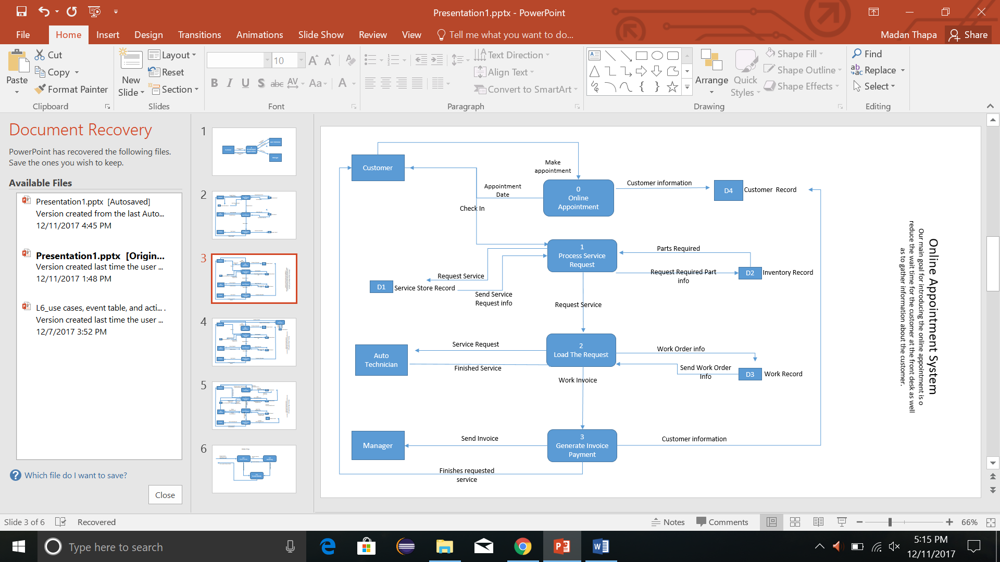 Presentation1.pptx - PowerPoint
File
Home
Insert
Design
Transitions
Animations
Slide Show
Review
View
Tell me what you want to do...
Madan Thapa
Share
Paste
Cut
Copy
Format Painter
Clipboard
New
Slide
Layout
Reset
Section
Slides
10
B I U S abc AV Aa A
Font
Text Direction
Align Text
Convert to SmartArt
Paragraph
Arrange
Quick
Styles
Shape Fill
Shape Outline
Shape Effects
Drawing
Find
Replace
Select
Editing
Document Recovery
PowerPoint has recovered the following files.
Save the ones you wish to keep.
Available Files
Presentation1.pptx [Autosaved]
Version created from the last Auto...
12/11/2017 4:45 PM
Presentation1.pptx [Origin...
Version created last time the user ...
12/11/2017 1:48 PM
L6_use cases, event table, and acti... .
Version created last time the user ...
12/7/2017 3:52 PM
Which file do I want to save?
Close
1
2
3
4
5
6
Customer
Make
appointment
Appointment
Date
Check In
0
Online
Appointment
Customer information
D4
Customer Record
1
Process Service
Request
Parts Required
Request Required Part
info
D2
Inventory Record
Request Service
D1
Service Store Record
Send Service
Request info
Request Service
Auto
Technician
Service Request
Finished Service
2
Load The Request
Work Order info
Send Work Order
Info
D3
Work Record
Work Invoice
Manager
Send Invoice
3
Generate Invoice
Payment
Customer information
Finishes requested
service
Online Appointment System
Our main goal for introducing the online appointment is o
reduce the wait time for the customer at the front desk as well
as to gather information about the customer.
Slide 3 of 6
Recovered
Notes
Comments
66%
Type here to search
5:15 PM
12/11/2017